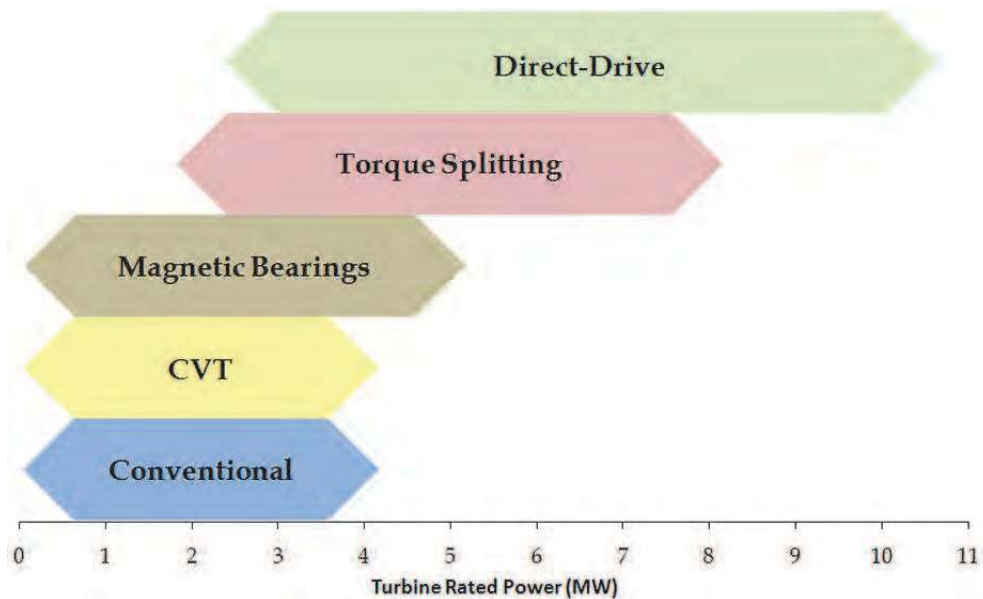 Direct-Drive
Torque Splitting
Magnetic Bearings
CVT
Conventional
0 1 2 3 4 5 6 7 8 9 10 11
Turbine Rated Power (MW)